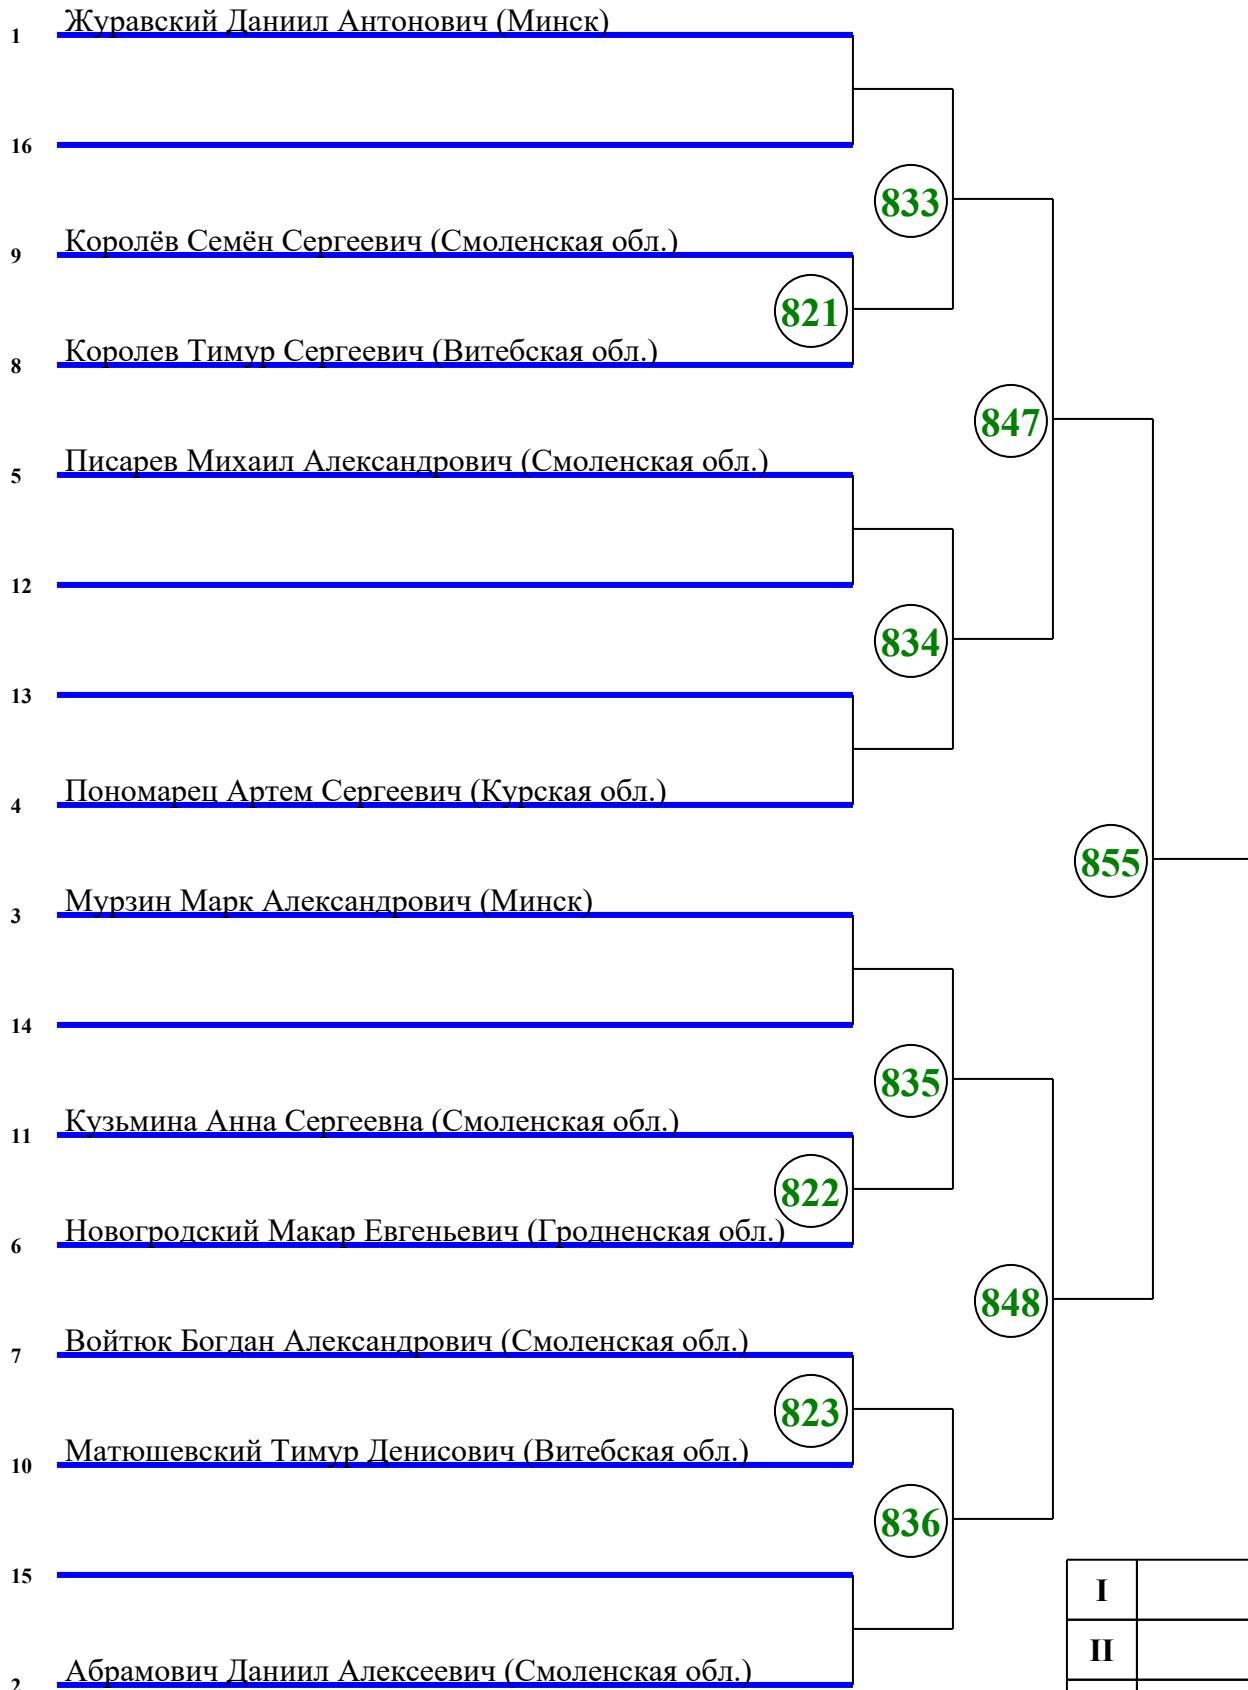 1 Журавский Даниил Антонович (Минск)
16
833
9 Королёв Семён Сергеевич (Смоленская обл.)
821
8 Королев Тимур Сергеевич (Витебская обл.)
847
5 Писарев Михаил Александрович (Смоленская обл.)
12
834
13
4 Пономарец Артем Сергеевич (Курская обл.)
855
3 Мурзин Марк Александрович (Минск)
14
835
11 Кузьмина Анна Сергеевна (Смоленская обл.)
822
6 Новогродский Макар Евгеньевич (Гродненская обл.)
848
7 Войтюк Богдан Александрович (Смоленская обл.)
823
10 Матюшевский Тимур Денисович (Витебская обл.)
836
15
I
II
2 Абрамович Даниил Алексеевич (Смоленская обл.)